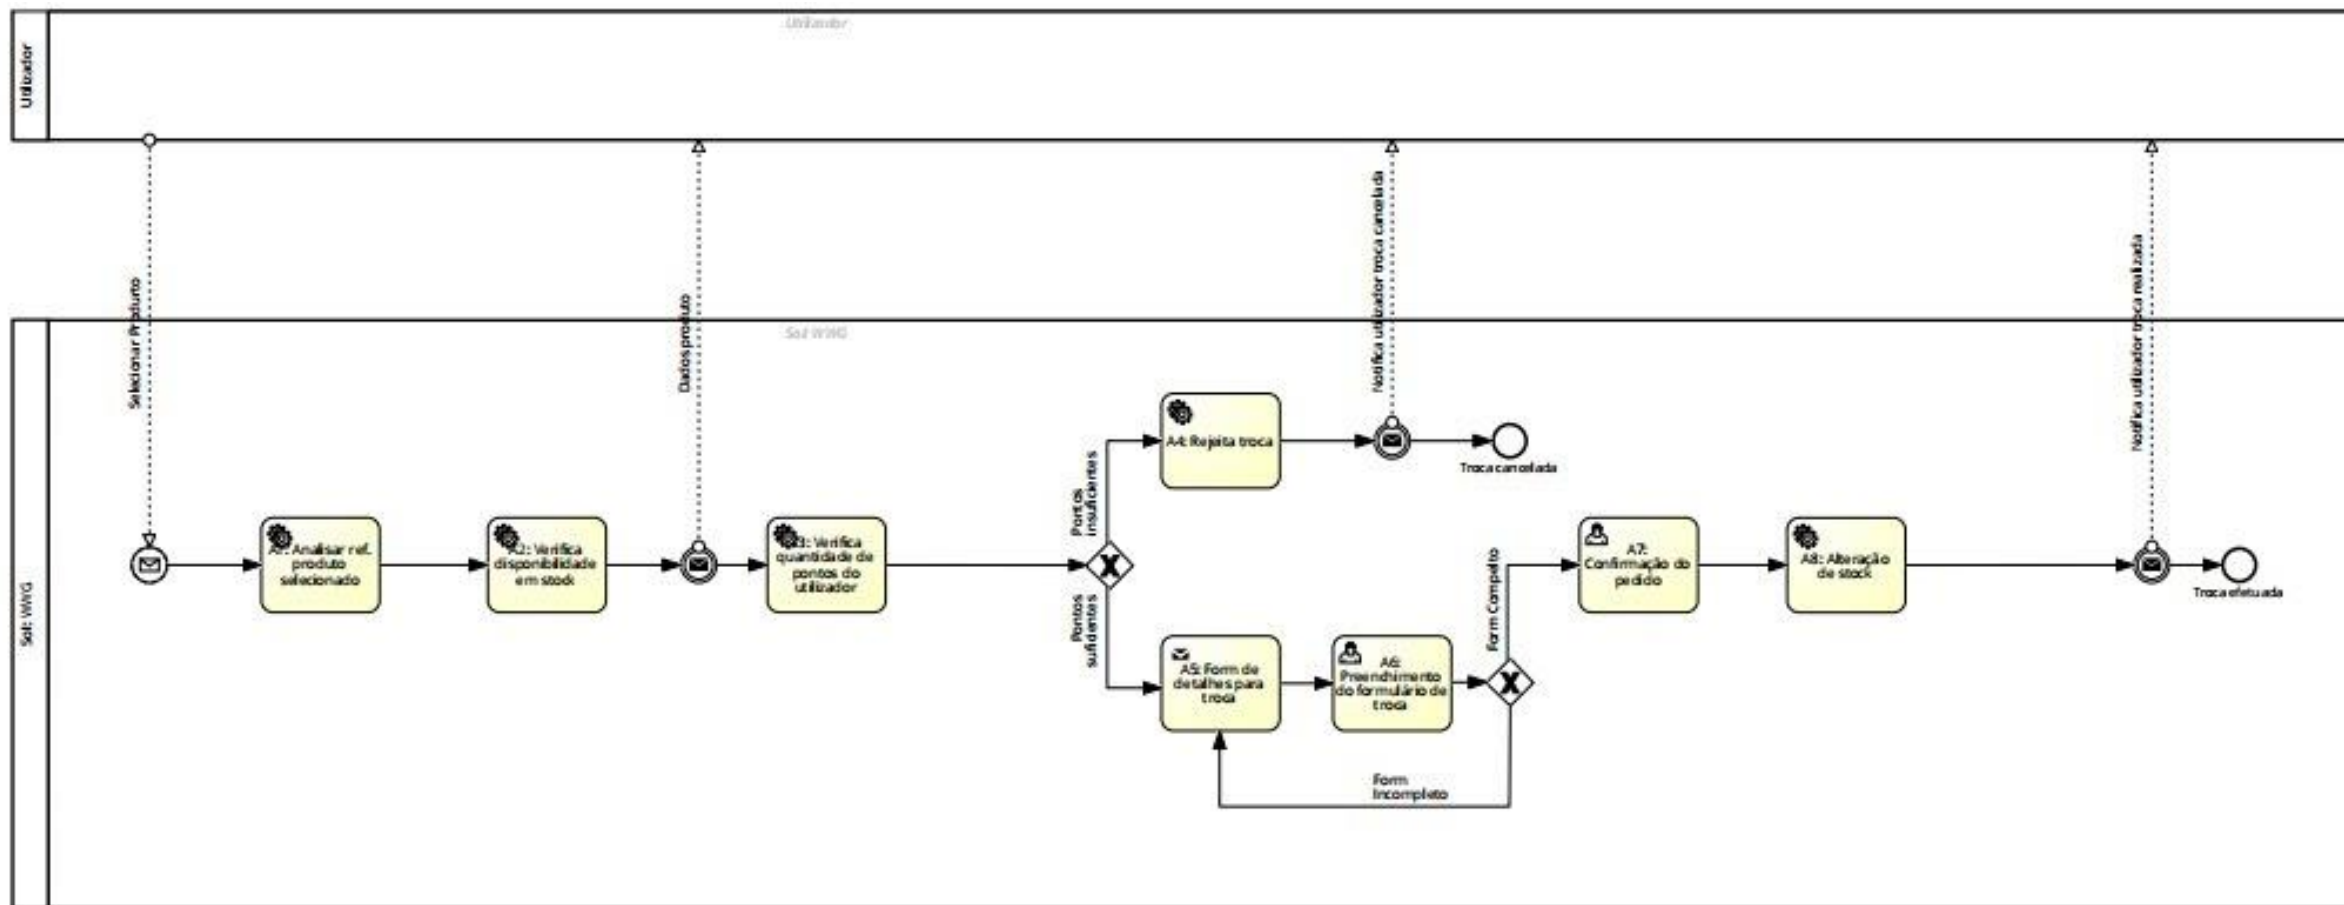 Utilizador
Utilizador
Selecionar Produrto
Dados produto
Notifica utilizador troca cancelada
Notifica utilizador troca realizada
Sol: WWG
Sol: WWG
A1: Analisar ref.
produto
selecionado
A2: Verifica
disponibilidade
em stock
A3: Verifica
quantidade de
pontos do
utilizador
Pontos
insuficientes
Pontos
suficientes
A4: Rejeita troca
Troca cancelada
A5: Form de
detalhes para
troca
A6:
Preenchimento
do formulário de
troca
Form Competo
Form
Incompleto
A7:
Confirmação do
pedido
A8: Alteração
de stock
Troca efetuada